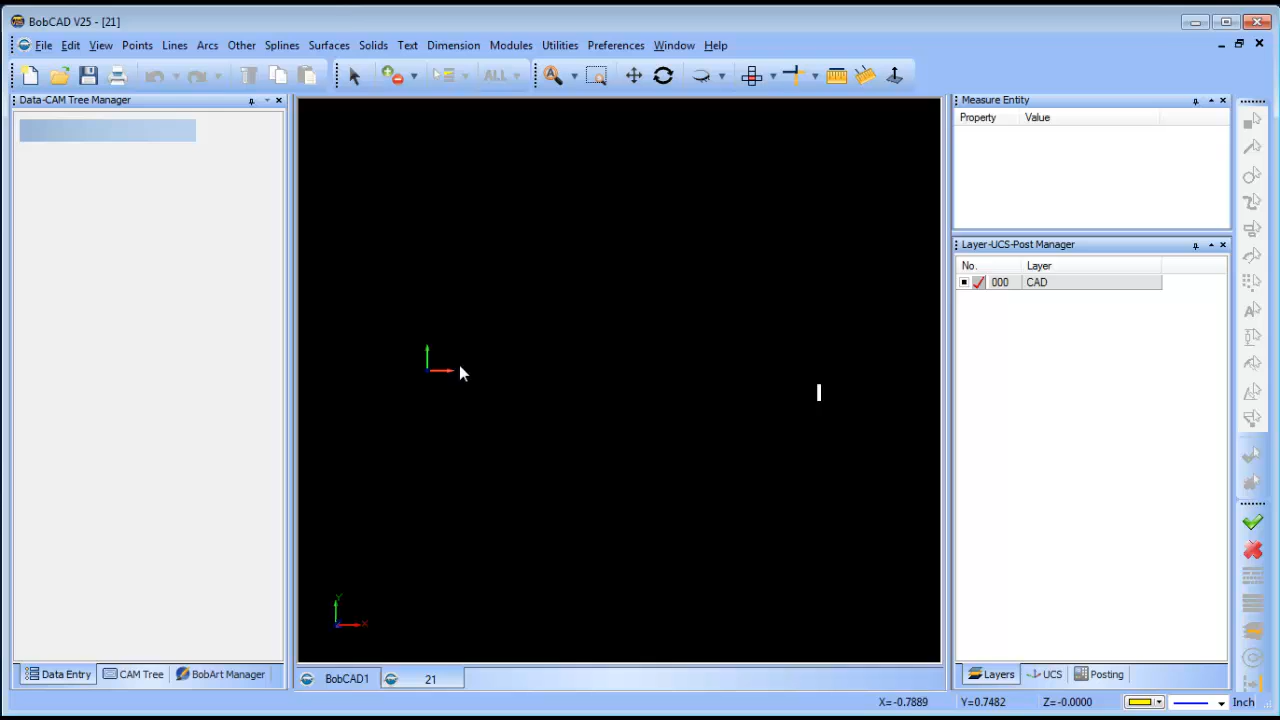 BobCAD V25 - [21]
File Edit View Points Lines Arcs Other Splines Surfaces Solids Text Dimension Modules Utilities Preferences Window Help
ALL
Data-CAM Tree Manager
Measure Entity
Property Value
Layer-UCS-Post Manager
No. Layer
000 CAD
Y
X
Data Entry CAM Tree BobArt Manager
BobCAD1 21
Layers UCS Posting
X=-0.7889 Y=0.7482 Z=-0.0000 Inch